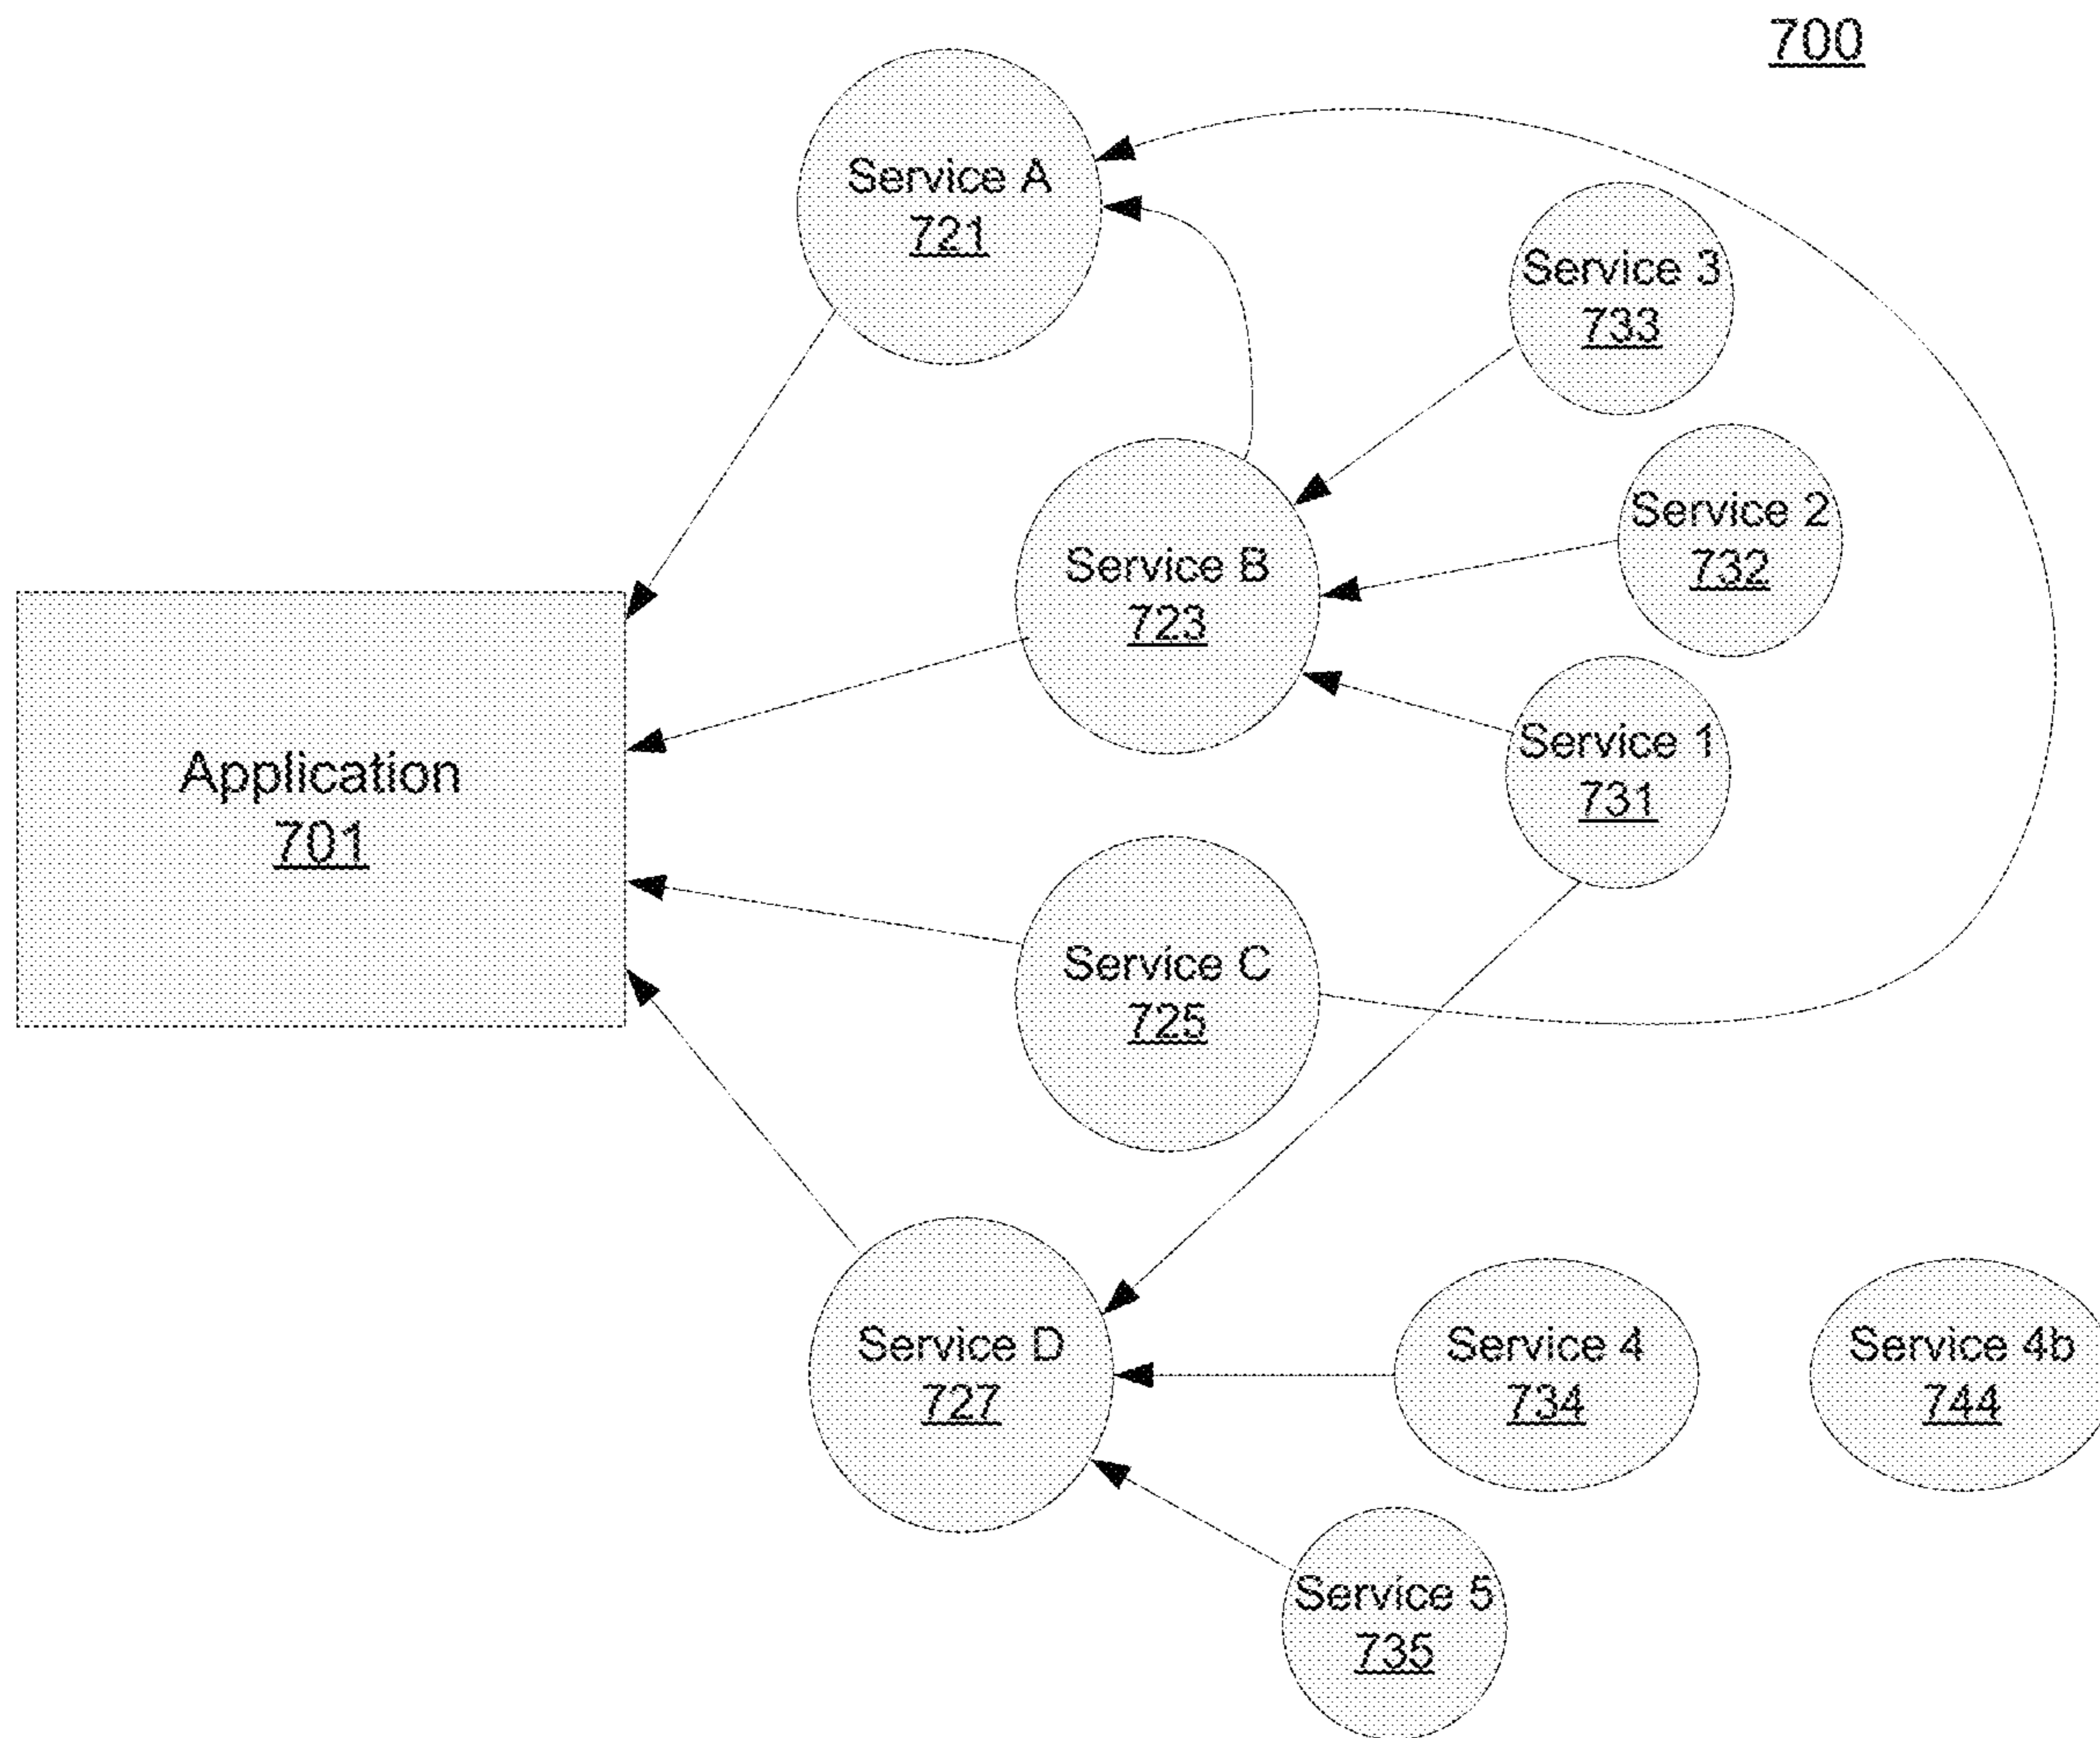 700
Service A
721
Service 3
733
Service 2
732
Service B
723
Service 1
731
Application
701
Service C
725
Service D
727
Service 4
734
Service 4b
744
Service 5
735